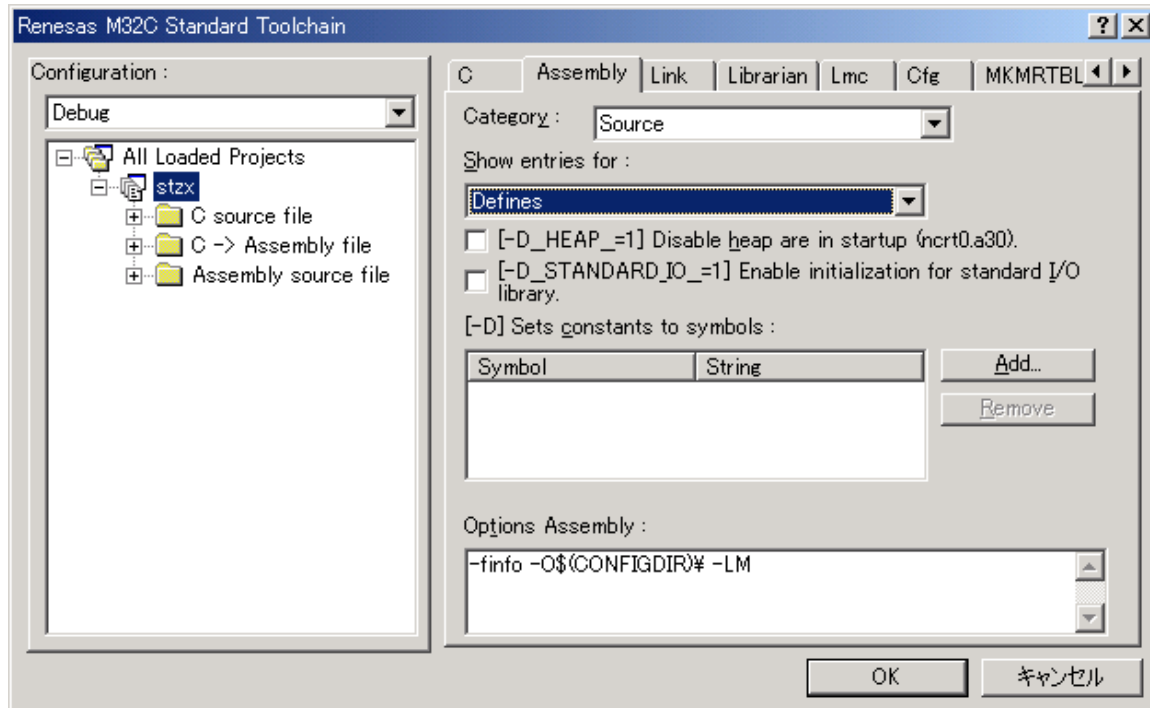 Renesas M32C Standard Toolchain
Configuration :
Debug
All Loaded Projects
stzx
C source file
C -> Assembly file
Assembly source file
C Assembly Link Librarian Lmc Cfg MKMRTBL
Category : Source
Show entries for :
Defines
[-D_HEAP_=1] Disable heap are in startup (ncrt0.a30).
[-D_STANDARD_IO_=1] Enable initialization for standard I/O
library.
[-D] Sets constants to symbols :
Symbol String
Add...
Remove
Options Assembly :
-finfo -O$(CONFIGDIR)¥ -LM
OK キャンセル